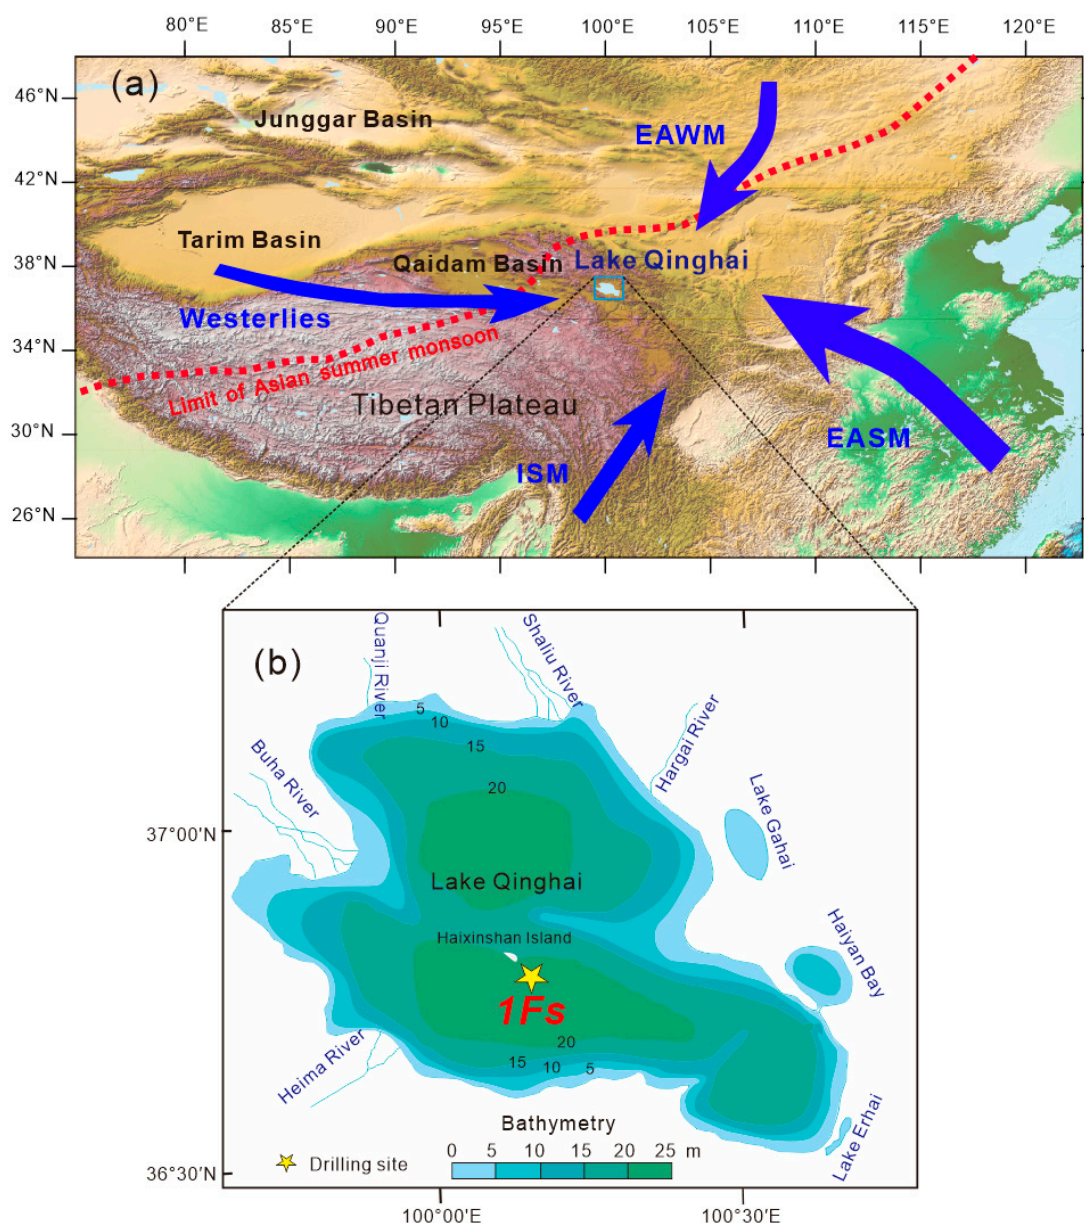 80°E 85°E 90°E 95°E 100°E 105°E 110°E 115°E 120°E
(a)
46°N
Junggar Basin
EAWM
42°N
Tarim Basin
38°N
Qaidam Basin
Lake Qinghai
Westerlies
34°N
Limit of Asian summer monsoon
Tibetan Plateau
30°N
EASM
ISM
26°N
(b)
Quanji River
Shaliu River
5
10
15
20
Hargai River
Buha River
Lake Gahai
37°00'N
Lake Qinghai
Haixinshan Island
Haiyan Bay
1Fs
20
15 10 5
Heima River
Lake Erhai
Bathymetry
0 5 10 15 20 25 m
Drilling site
36°30'N
100°00'E 100°30'E